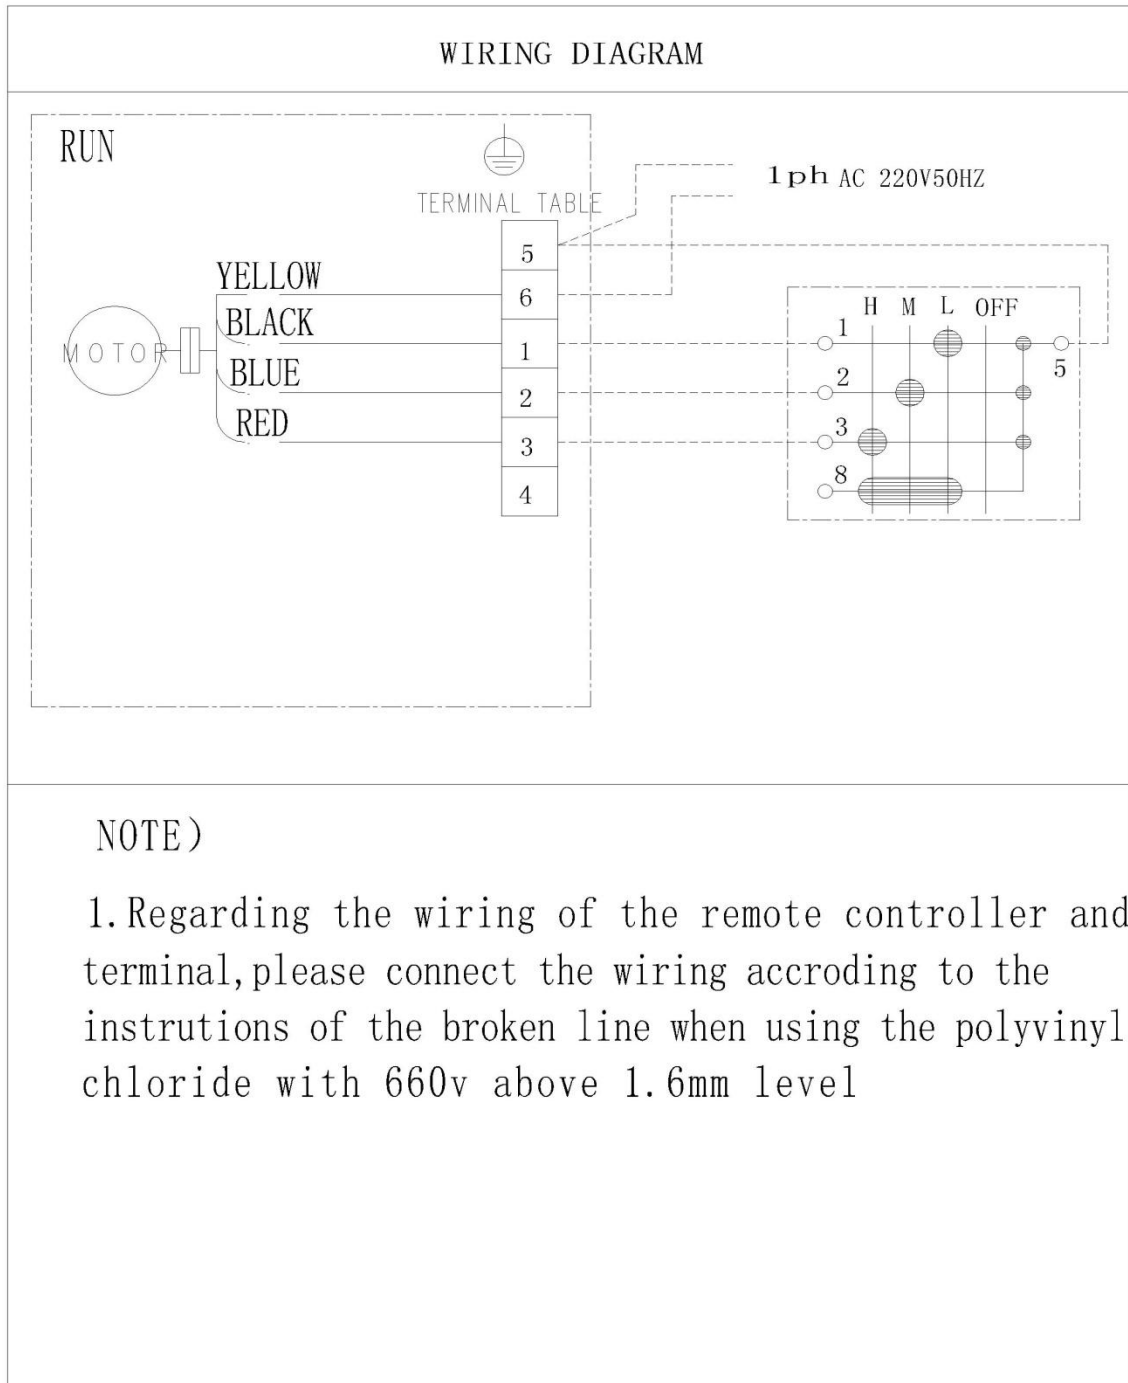 WIRING DIAGRAM
RUN
1ph AC 220V50HZ
TERMINAL TABLE
5
6
1
2
3
4
YELLOW
BLACK
BLUE
RED
MOTOR
H M L OFF
1
2
3
8
5
NOTE)
1.Regarding the wiring of the remote controller and
terminal,please connect the wiring accroding to the
instrutions of the broken line when using the polyvinyl
chloride with 660v above 1.6mm level